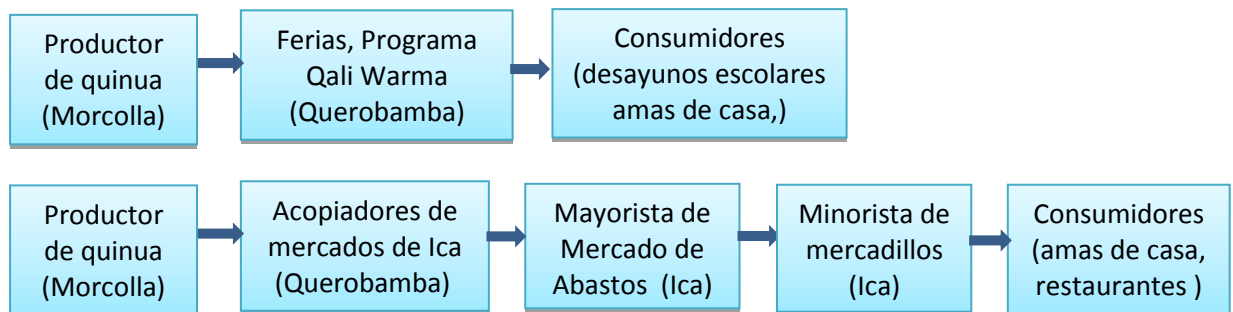 Productor
de quinua
(Morcolla)
Ferias, Programa
Qali Warma
(Querobamba)
Consumidores
(desayunos escolares
amas de casa,)
Productor
de quinua
(Morcolla)
Acopiadores de
mercados de Ica
(Querobamba)
Mayorista de
Mercado de
Abastos (Ica)
Minorista de
mercadillos
(Ica)
Consumidores
(amas de casa,
restaurantes )